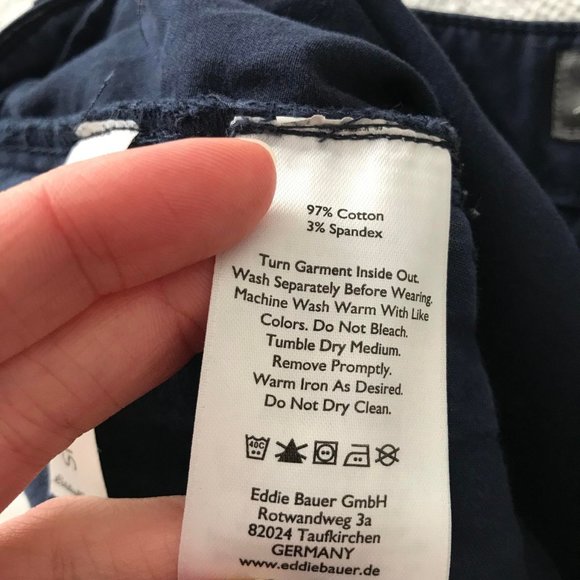 97% Cotton
3% Spandex
Turn Garment Inside Out.
Wash Separately Before Wearing.
Machine Wash Warm With Like
Colors. Do Not Bleach.
Tumble Dry Medium.
Remove Promptly.
Warm Iron As Desired.
Do Not Dry Clean.
40C
Eddie Bauer GmbH
Rotwandweg 3a
82024 Taufkirchen
GERMANY
www.eddiebauer.de